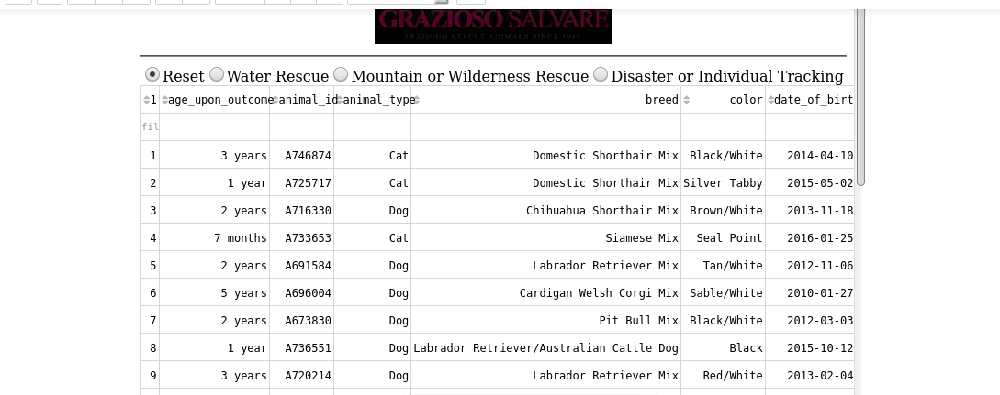 GRAZIOSO SALVARE
TRAINING RESCUE ANIMALS SINCE 1965
Reset Water Rescue Mountain or Wilderness Rescue Disaster or Individual Tracking
1 age_upon_outcome animal_id animal_type breed color date_of_birt
fil
1 3 years A746874 Cat Domestic Shorthair Mix Black/White 2014-04-10
2 1 year A725717 Cat Domestic Shorthair Mix Silver Tabby 2015-05-02
3 2 years A716330 Dog Chihuahua Shorthair Mix Brown/White 2013-11-18
4 7 months A733653 Cat Siamese Mix Seal Point 2016-01-25
5 2 years A691584 Dog Labrador Retriever Mix Tan/White 2012-11-06
6 5 years A696004 Dog Cardigan Welsh Corgi Mix Sable/White 2010-01-27
7 2 years A673830 Dog Pit Bull Mix Black/White 2012-03-03
8 1 year A736551 Dog Labrador Retriever/Australian Cattle Dog Black 2015-10-12
9 3 years A720214 Dog Labrador Retriever Mix Red/White 2013-02-04